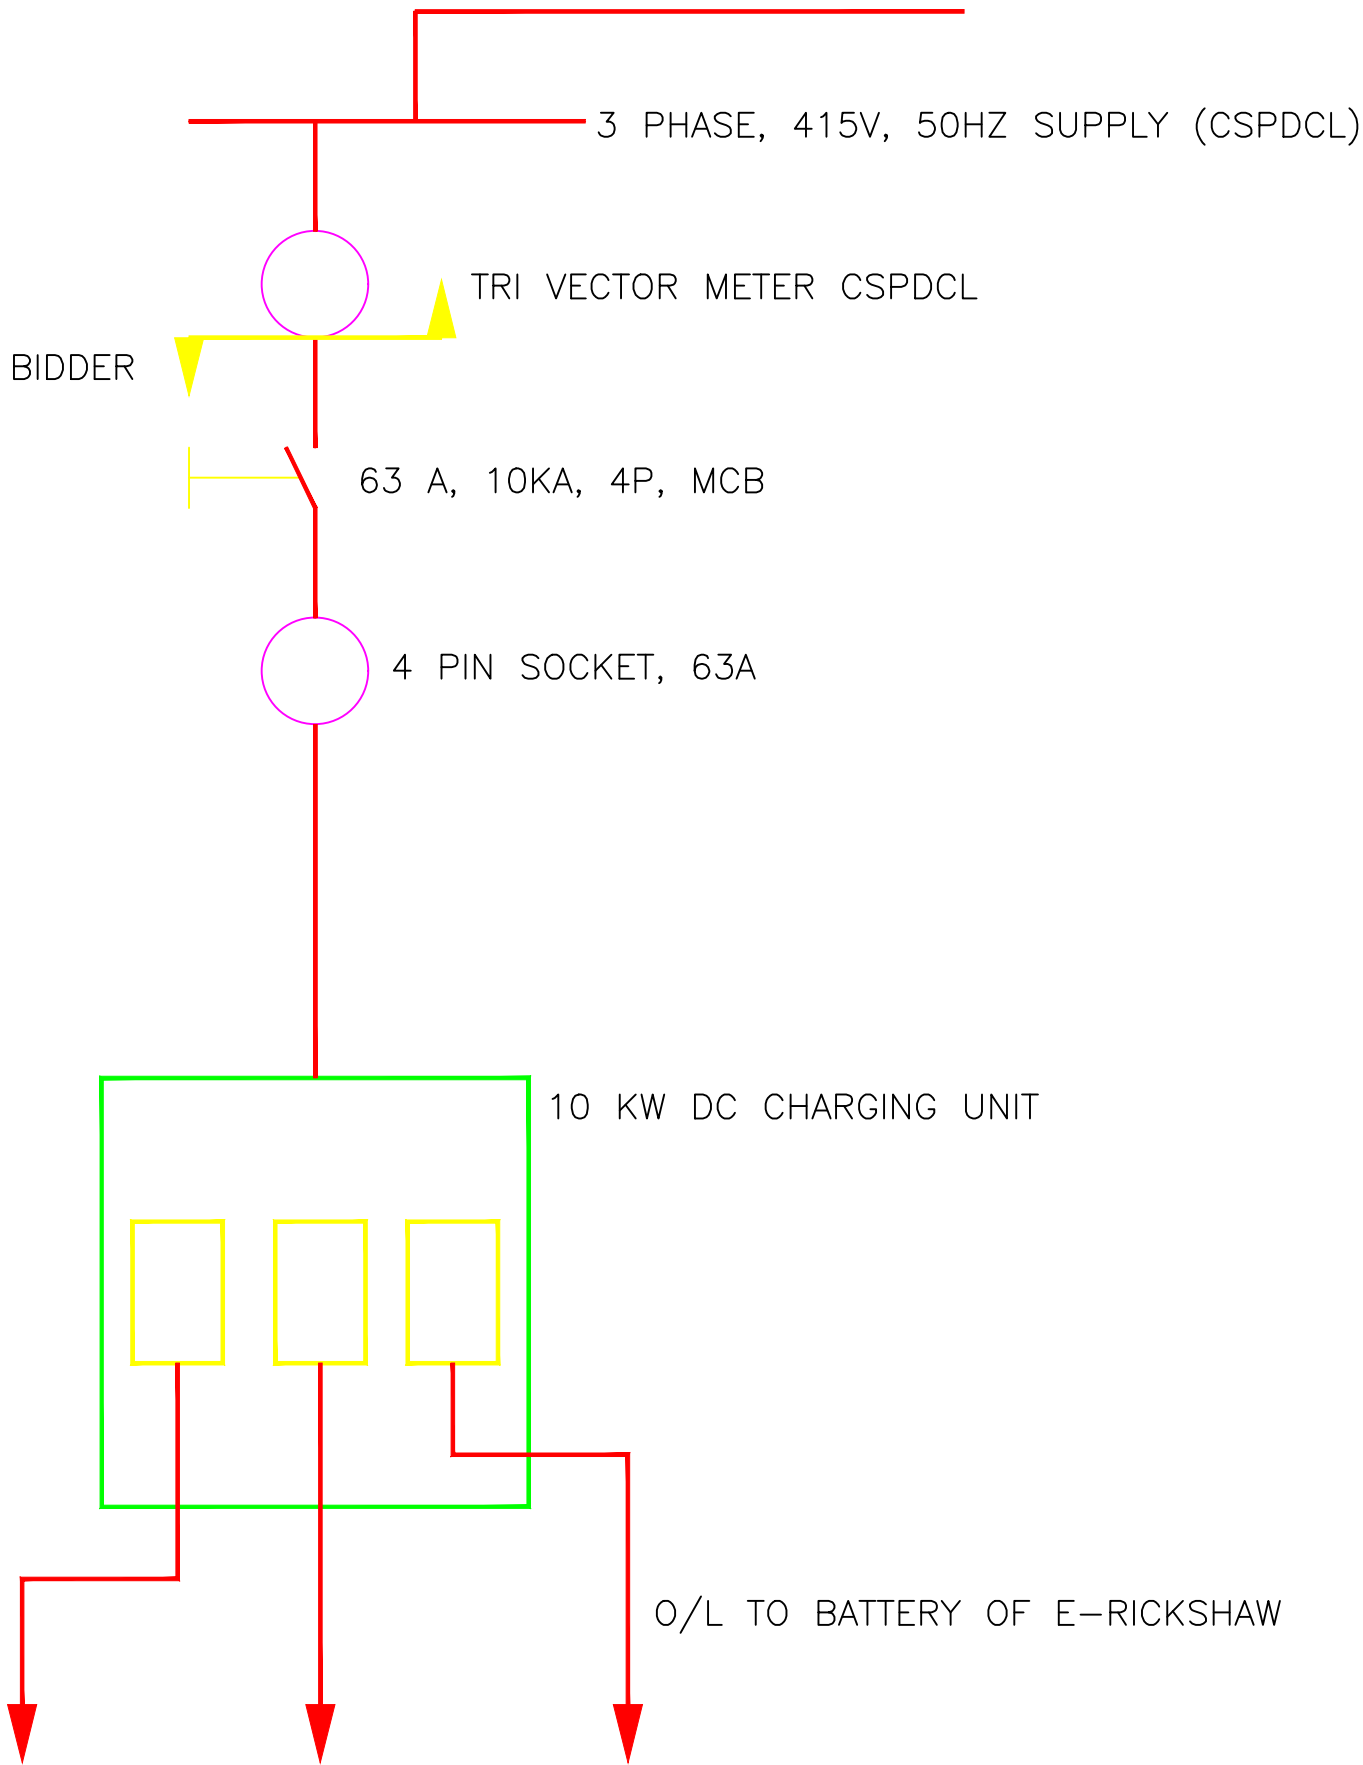 3 PHASE, 415V, 50HZ SUPPLY (CSPDCL)
TRI VECTOR METER CSPDCL
BIDDER
63 A, 10KA, 4P, MCB
4 PIN SOCKET, 63A
10 KW DC CHARGING UNIT
O/L TO BATTERY OF E-RICKSHAW